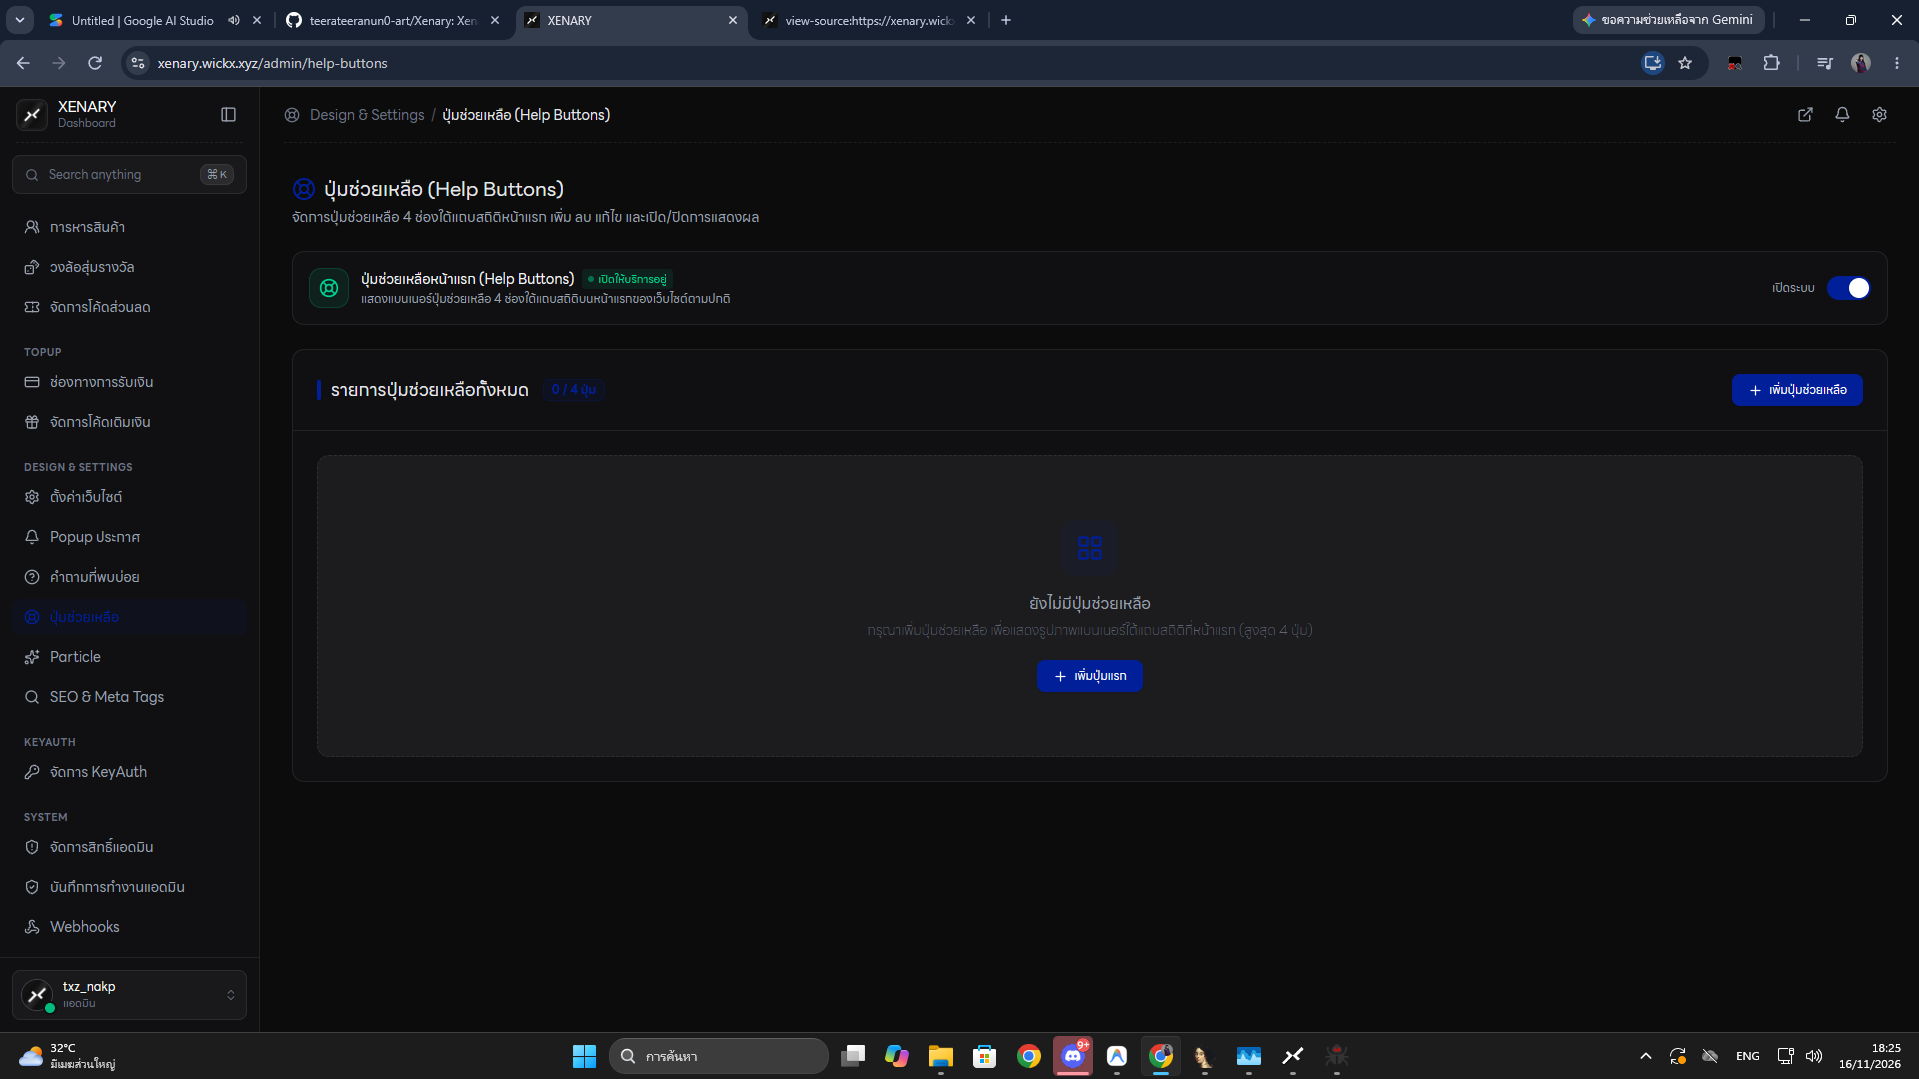 Untitled | Google AI Studio
teerateeranun0-art/Xenary: Xen
XENARY
view-source:https://xenary.wick
ขอความช่วยเหลือจาก Gemini
xenary.wickx.xyz/admin/help-buttons
XENARY
Dashboard
Search anything
⌘ K
การหารสินค้า
วงล้อสุ่มรางวัล
จัดการโค้ดส่วนลด
TOPUP
ช่องทางการรับเงิน
จัดการโค้ดเติมเงิน
DESIGN & SETTINGS
ตั้งค่าเว็บไซต์
Popup ประกาศ
คำถามที่พบบ่อย
ปุ่มช่วยเหลือ
Particle
SEO & Meta Tags
KEYAUTH
จัดการ KeyAuth
SYSTEM
จัดการสิทธิ์แอดมิน
บันทึกการทำงานแอดมิน
Webhooks
txz_nakp
แอดมิน
Design & Settings / ปุ่มช่วยเหลือ (Help Buttons)
ปุ่มช่วยเหลือ (Help Buttons)
จัดการปุ่มช่วยเหลือ 4 ช่องใต้แถบสถิติหน้าแรก เพิ่ม ลบ แก้ไข และเปิด/ปิดการแสดงผล
ปุ่มช่วยเหลือหน้าแรก (Help Buttons)
เปิดให้บริการอยู่
แสดงแบนเนอร์ปุ่มช่วยเหลือ 4 ช่องใต้แถบสถิติบนหน้าแรกของเว็บไซต์ตามปกติ
เปิดระบบ
รายการปุ่มช่วยเหลือทั้งหมด
0 / 4 ปุ่ม
เพิ่มปุ่มช่วยเหลือ
ยังไม่มีปุ่มช่วยเหลือ
กรุณาเพิ่มปุ่มช่วยเหลือ เพื่อแสดงรูปภาพแบนเนอร์ใต้แถบสถิติที่หน้าแรก (สูงสุด 4 ปุ่ม)
เพิ่มปุ่มแรก
32°C
มีเมฆส่วนใหญ่
การค้นหา
9+
ENG
18:25
16/11/2026